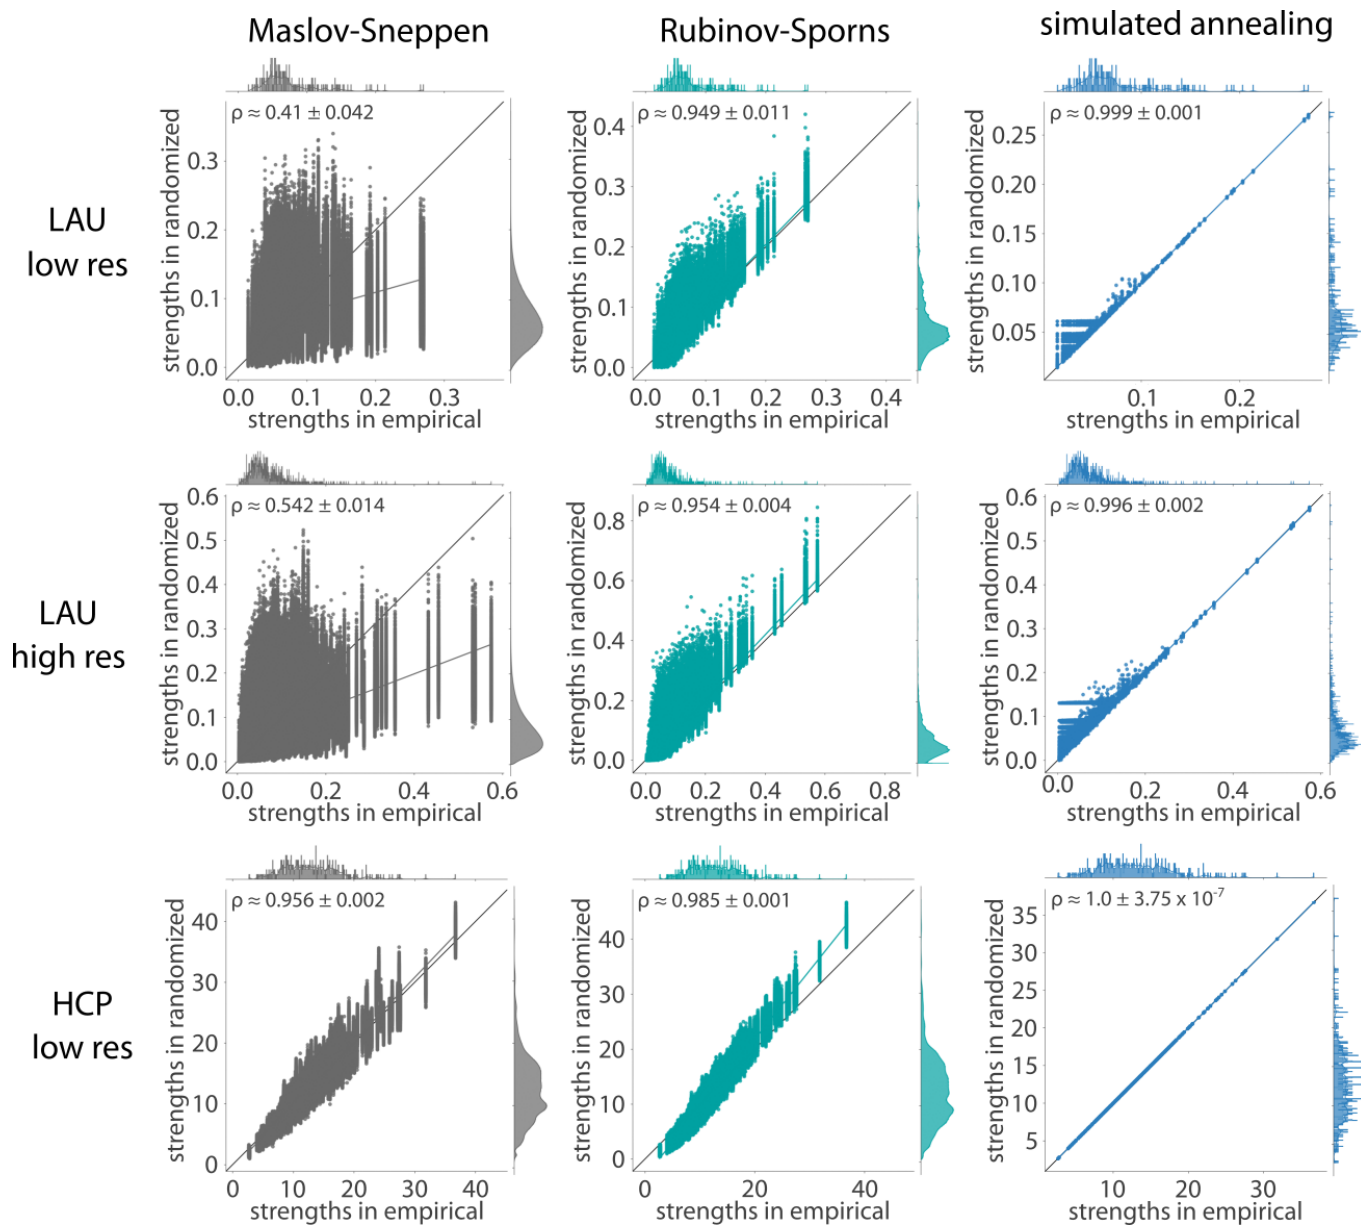 Maslov-Sneppen
Rubinov-Sporns
simulated annealing
LAU
low res
ρ ≈ 0.41 ± 0.042
strengths in randomized
0.3
0.2
0.1
0.0
0.0 0.1 0.2 0.3
strengths in empirical
ρ ≈ 0.949 ± 0.011
strengths in randomized
0.4
0.3
0.2
0.1
0.0
0.0 0.1 0.2 0.3 0.4
strengths in empirical
ρ ≈ 0.999 ± 0.001
strengths in randomized
0.25
0.20
0.15
0.10
0.05
0.1 0.2
strengths in empirical
LAU
high res
ρ ≈ 0.542 ± 0.014
strengths in randomized
0.6
0.5
0.4
0.3
0.2
0.1
0.0
0.0 0.2 0.4 0.6
strengths in empirical
ρ ≈ 0.954 ± 0.004
strengths in randomized
0.8
0.6
0.4
0.2
0.0
0.0 0.2 0.4 0.6 0.8
strengths in empirical
ρ ≈ 0.996 ± 0.002
strengths in randomized
0.6
0.5
0.4
0.3
0.2
0.1
0.0
0.0 0.2 0.4 0.6
strengths in empirical
HCP
low res
ρ ≈ 0.956 ± 0.002
strengths in randomized
40
30
20
10
0
0 10 20 30 40
strengths in empirical
ρ ≈ 0.985 ± 0.001
strengths in randomized
40
30
20
10
0
0 20 40
strengths in empirical
ρ ≈ 1.0 ± 3.75 x 10⁻⁷
strengths in randomized
35
30
25
20
15
10
5
10 20 30
strengths in empirical